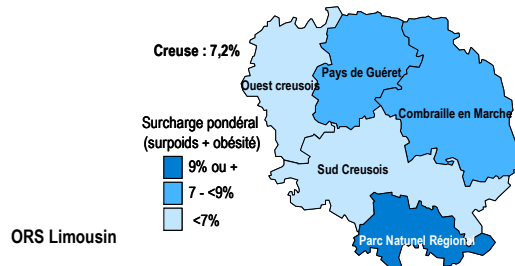 Creuse : 7,2%
Pays de Guéret
Ouest creusois
Combraille en Marche
Surcharge pondéral
(surpoids + obésité)
9% ou +
7 - <9%
<7%
Sud Creusois
Parc Natunel Régional
ORS Limousin